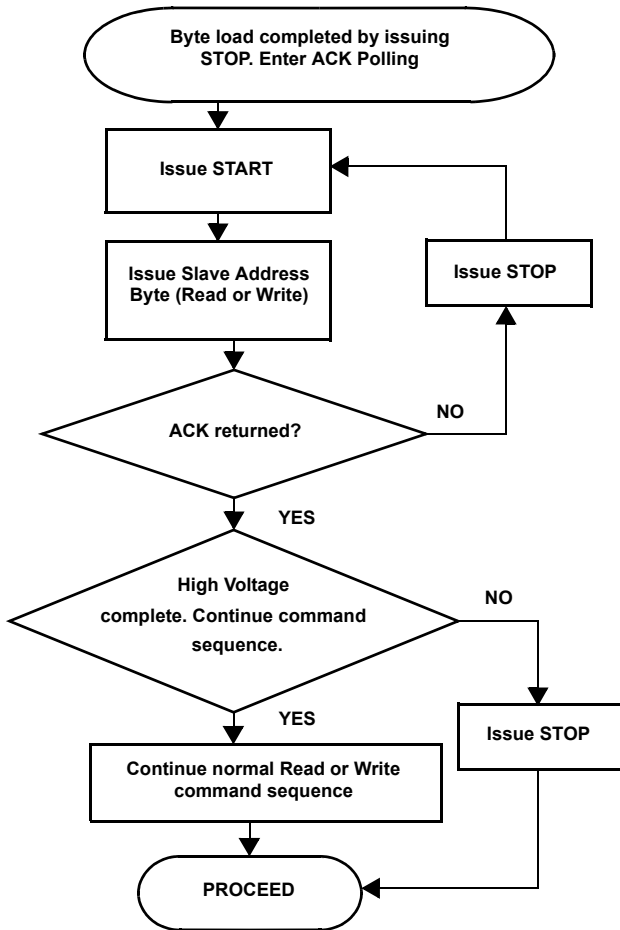 Byte load completed by issuing
STOP. Enter ACK Polling
Issue START
Issue Slave Address
Byte (Read or Write)
Issue STOP
ACK returned?
NO
YES
High Voltage
complete. Continue command
sequence.
NO
YES
Issue STOP
Continue normal Read or Write
command sequence
PROCEED